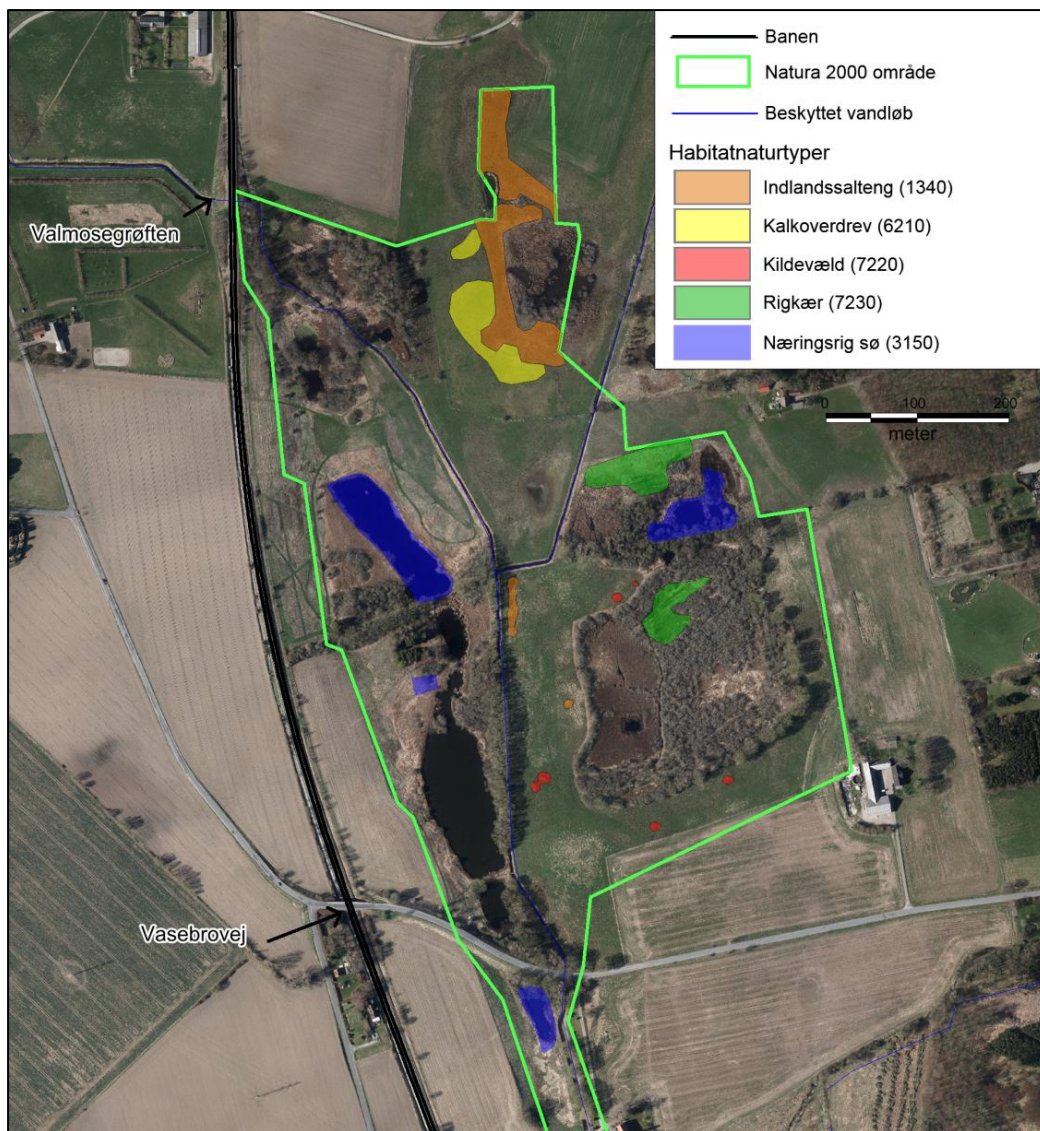 Banen
Natura 2000 område
Beskyttet vandløb
Habitatnaturtyper
Indlandssalteng (1340)
Kalkoverdrev (6210)
Kildevæld (7220)
Rigkær (7230)
Næringsrig sø (3150)
0 100 200
meter
Valmosegrøften
Vasebrovej